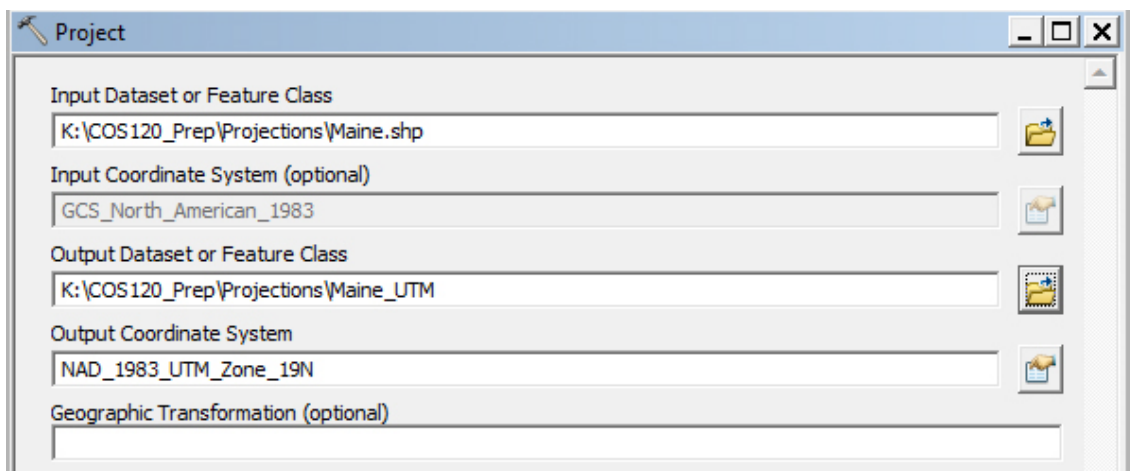 Project
Input Dataset or Feature Class
K:\COS120_Prep\Projections\Maine.shp
Input Coordinate System (optional)
GCS_North_American_1983
Output Dataset or Feature Class
K:\COS120_Prep\Projections\Maine_UTM
Output Coordinate System
NAD_1983_UTM_Zone_19N
Geographic Transformation (optional)